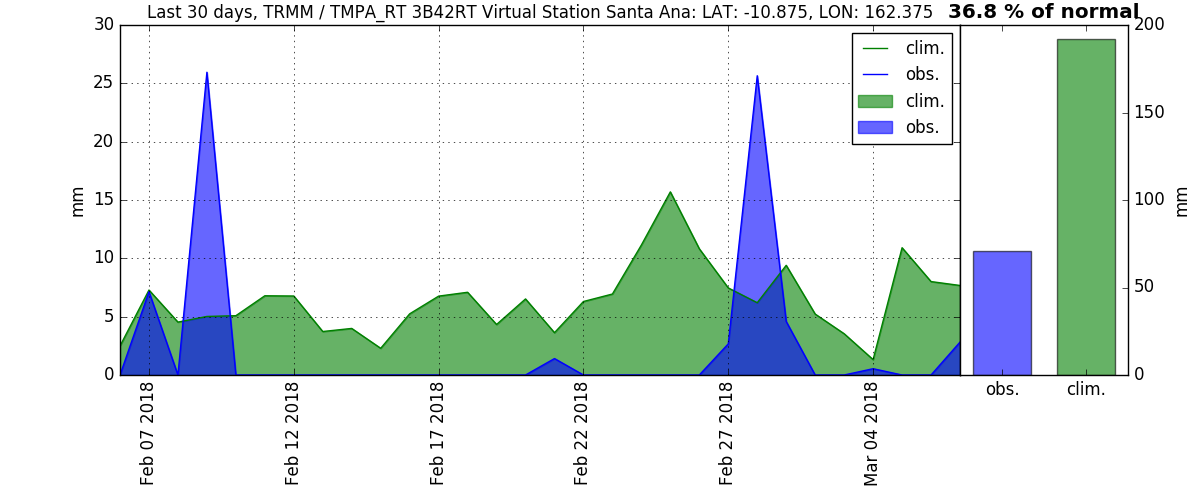 Last 30 days, TRMM / TMPA_RT 3B42RT Virtual Station Santa Ana: LAT: -10.875, LON: 162.375
36.8 % of normal
30
25
20
15
10
5
0
mm
clim.
obs.
clim.
obs.
200
150
100
50
0
mm
Feb 07 2018
Feb 12 2018
Feb 17 2018
Feb 22 2018
Feb 27 2018
Mar 04 2018
obs.
clim.